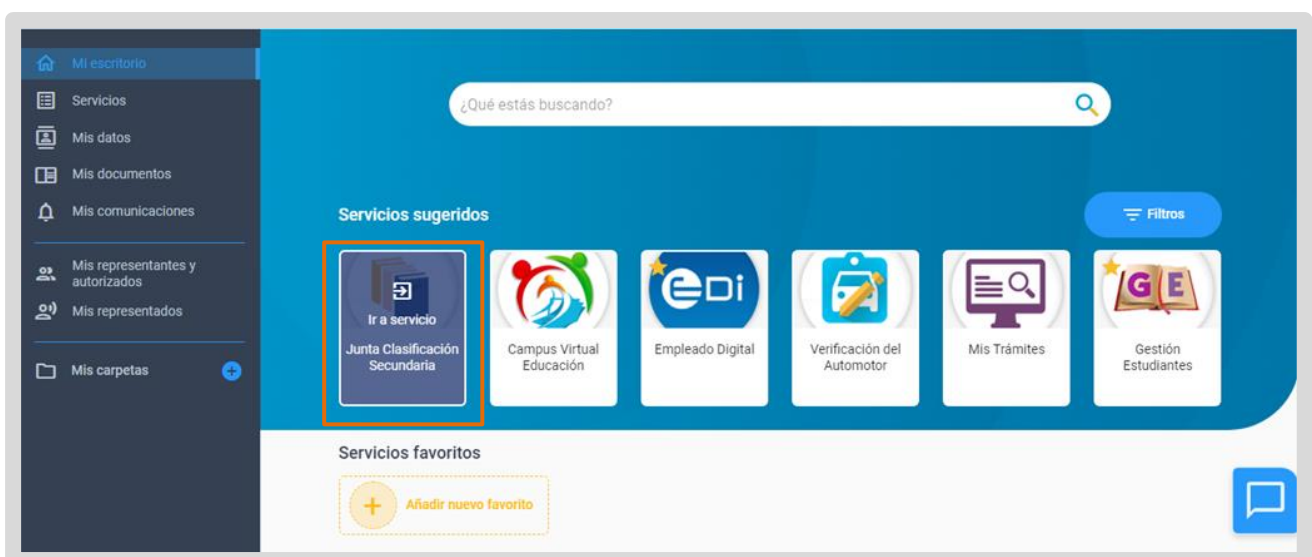 Mi escritorio
Servicios
Mis datos
Mis documentos
Mis comunicaciones
Mis representantes y
autorizados
Mis representados
Mis carpetas
¿Qué estás buscando?
Servicios sugeridos
Filtros
Ir a servicio
Junta Clasificación
Secundaria
Campus Virtual
Educación
eDi
Empleado Digital
Verificación del
Automotor
Mis Trámites
GE
Gestión
Estudiantes
Servicios favoritos
Añadir nuevo favorito